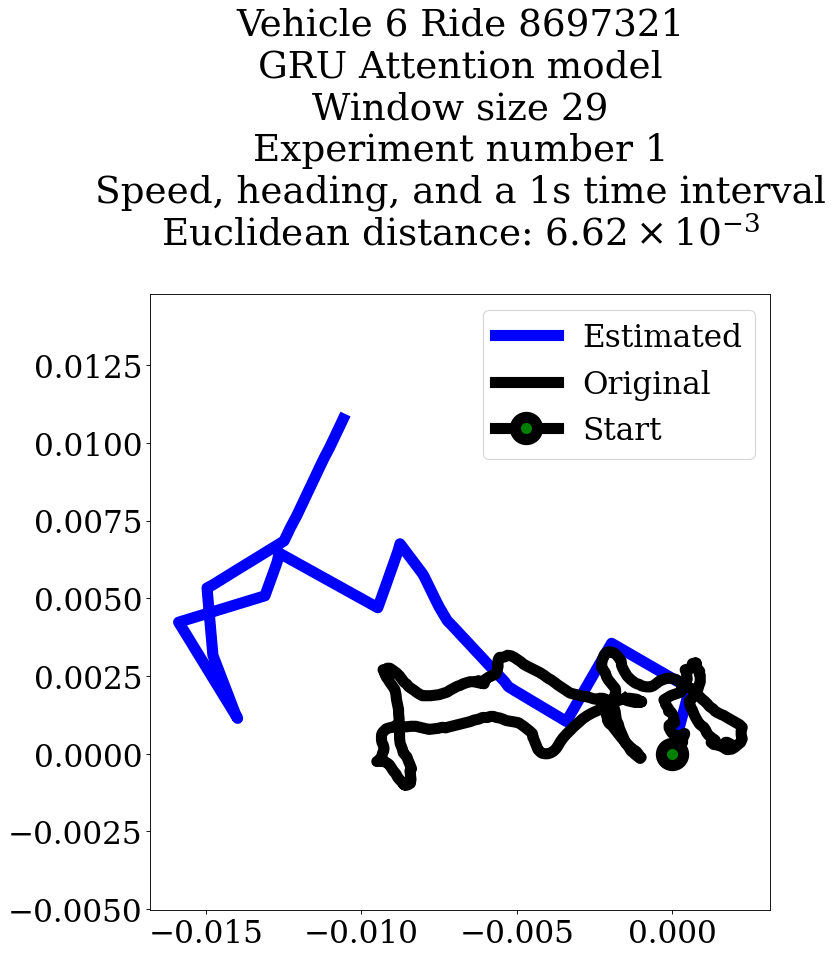 Vehicle 6 Ride 8697321
GRU Attention model
Window size 29
Experiment number 1
Speed, heading, and a 1s time interval
Euclidean distance: 6.62 × 10⁻³
Estimated
Original
Start
0.0125
0.0100
0.0075
0.0050
0.0025
0.0000
−0.0025
−0.0050
−0.015 −0.010 −0.005 0.000